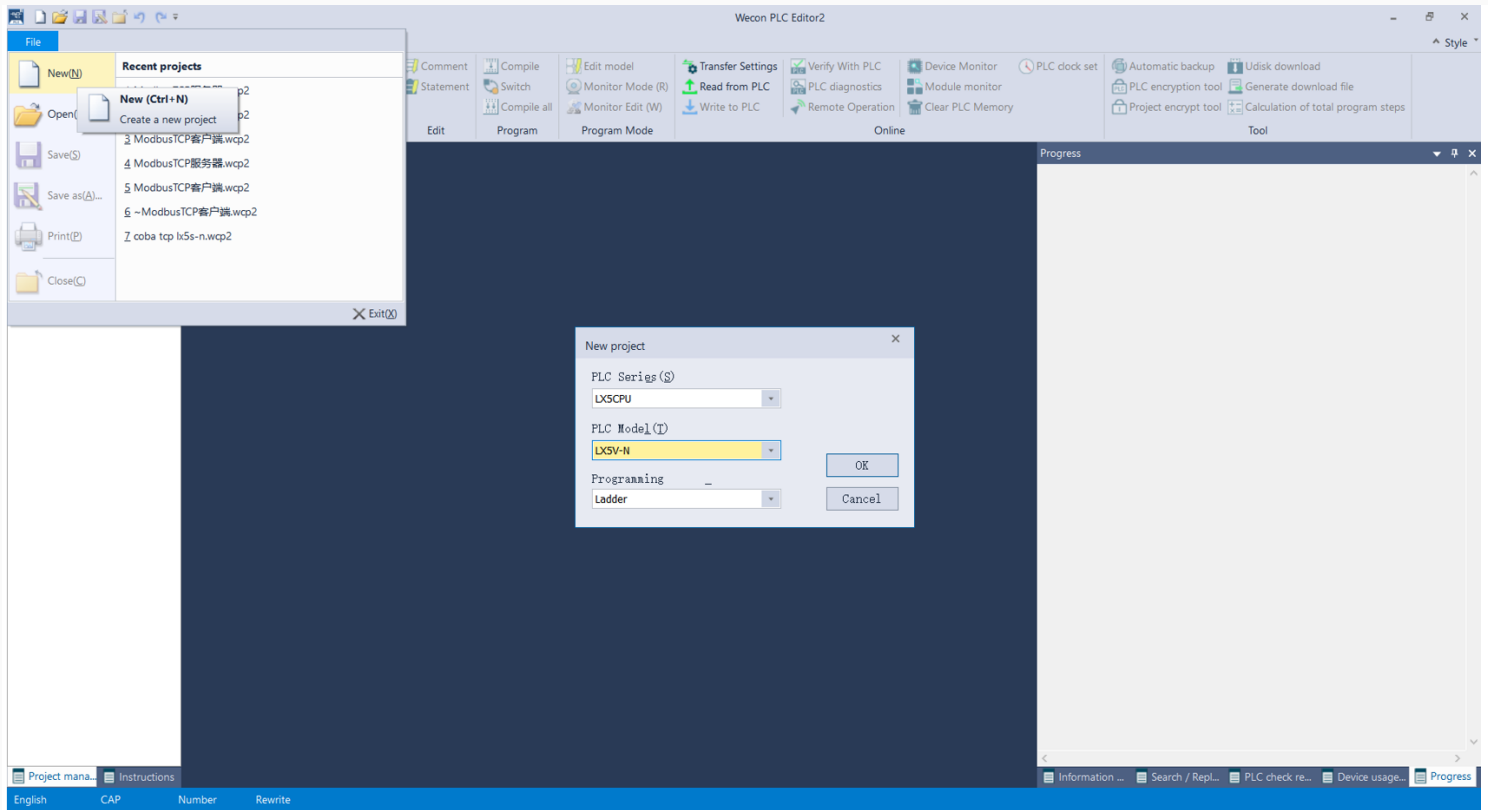 Wecon PLC Editor2
File
Style
New(N)
Open(
Save(S)
Save as(A)...
Print(P)
Close(C)
Recent projects
p2
New (Ctrl+N)
Create a new project
p2
3 ModbusTCP客户端.wcp2
4 ModbusTCP服务器.wcp2
5 ModbusTCP客户端.wcp2
6 ~ModbusTCP客户端.wcp2
7 coba tcp lx5s-n.wcp2
Exit(X)
Comment
Statement
Edit
Compile
Switch
Compile all
Program
Edit model
Monitor Mode (R)
Monitor Edit (W)
Program Mode
Transfer Settings
Read from PLC
Write to PLC
Verify With PLC
PLC diagnostics
Remote Operation
Device Monitor
Module monitor
Clear PLC Memory
PLC clock set
Online
Automatic backup
Udisk download
PLC encryption tool
Generate download file
Project encrypt tool
Calculation of total program steps
Tool
Progress
New project
PLC Series(S)
LX5CPU
PLC Model(T)
LX5V-N
Programming
Ladder
OK
Cancel
Project mana...
Instructions
Information ...
Search / Repl...
PLC check re...
Device usage...
Progress
English
CAP
Number
Rewrite